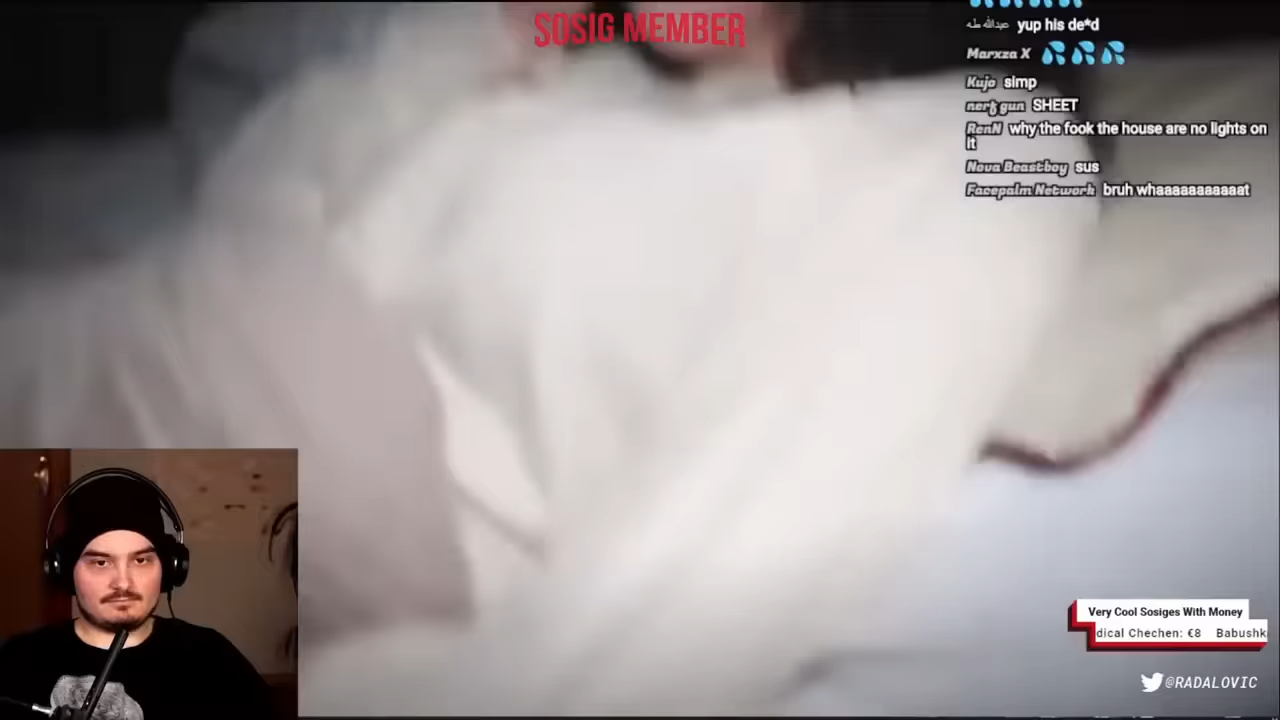 SOSIG MEMBER
عبدالله طه yup his de*d
Marxza X
Kujo simp
nerf gun SHEET
RenN why the fook the house are no lights on
it
Nova Beastboy sus
Facepalm Network bruh whaaaaaaaaaaat
Very Cool Sosiges With Money
dical Chechen: €8 Babushk
@RADALOVIC